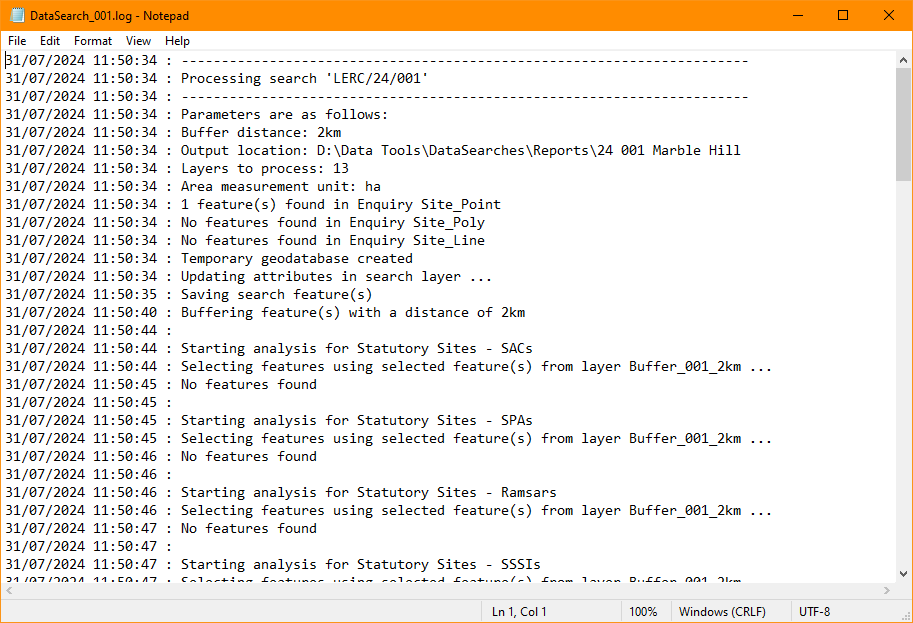 DataSearch_001.log - Notepad
File Edit Format View Help
31/07/2024 11:50:34 : -----------------------------------------------------------------------
31/07/2024 11:50:34 : Processing search 'LERC/24/001'
31/07/2024 11:50:34 : -----------------------------------------------------------------------
31/07/2024 11:50:34 : Parameters are as follows:
31/07/2024 11:50:34 : Buffer distance: 2km
31/07/2024 11:50:34 : Output location: D:\Data Tools\DataSearches\Reports\24 001 Marble Hill
31/07/2024 11:50:34 : Layers to process: 13
31/07/2024 11:50:34 : Area measurement unit: ha
31/07/2024 11:50:34 : 1 feature(s) found in Enquiry Site_Point
31/07/2024 11:50:34 : No features found in Enquiry Site_Poly
31/07/2024 11:50:34 : No features found in Enquiry Site_Line
31/07/2024 11:50:34 : Temporary geodatabase created
31/07/2024 11:50:34 : Updating attributes in search layer ...
31/07/2024 11:50:35 : Saving search feature(s)
31/07/2024 11:50:40 : Buffering feature(s) with a distance of 2km
31/07/2024 11:50:44 :
31/07/2024 11:50:44 : Starting analysis for Statutory Sites - SACs
31/07/2024 11:50:44 : Selecting features using selected feature(s) from layer Buffer_001_2km ...
31/07/2024 11:50:45 : No features found
31/07/2024 11:50:45 :
31/07/2024 11:50:45 : Starting analysis for Statutory Sites - SPAs
31/07/2024 11:50:45 : Selecting features using selected feature(s) from layer Buffer_001_2km ...
31/07/2024 11:50:46 : No features found
31/07/2024 11:50:46 :
31/07/2024 11:50:46 : Starting analysis for Statutory Sites - Ramsars
31/07/2024 11:50:46 : Selecting features using selected feature(s) from layer Buffer_001_2km ...
31/07/2024 11:50:47 : No features found
31/07/2024 11:50:47 :
31/07/2024 11:50:47 : Starting analysis for Statutory Sites - SSSIs
31/07/2024 11:50:47 : Selecting features using selected feature(s) from layer Buffer_001_2km ...
Ln 1, Col 1 100% Windows (CRLF) UTF-8